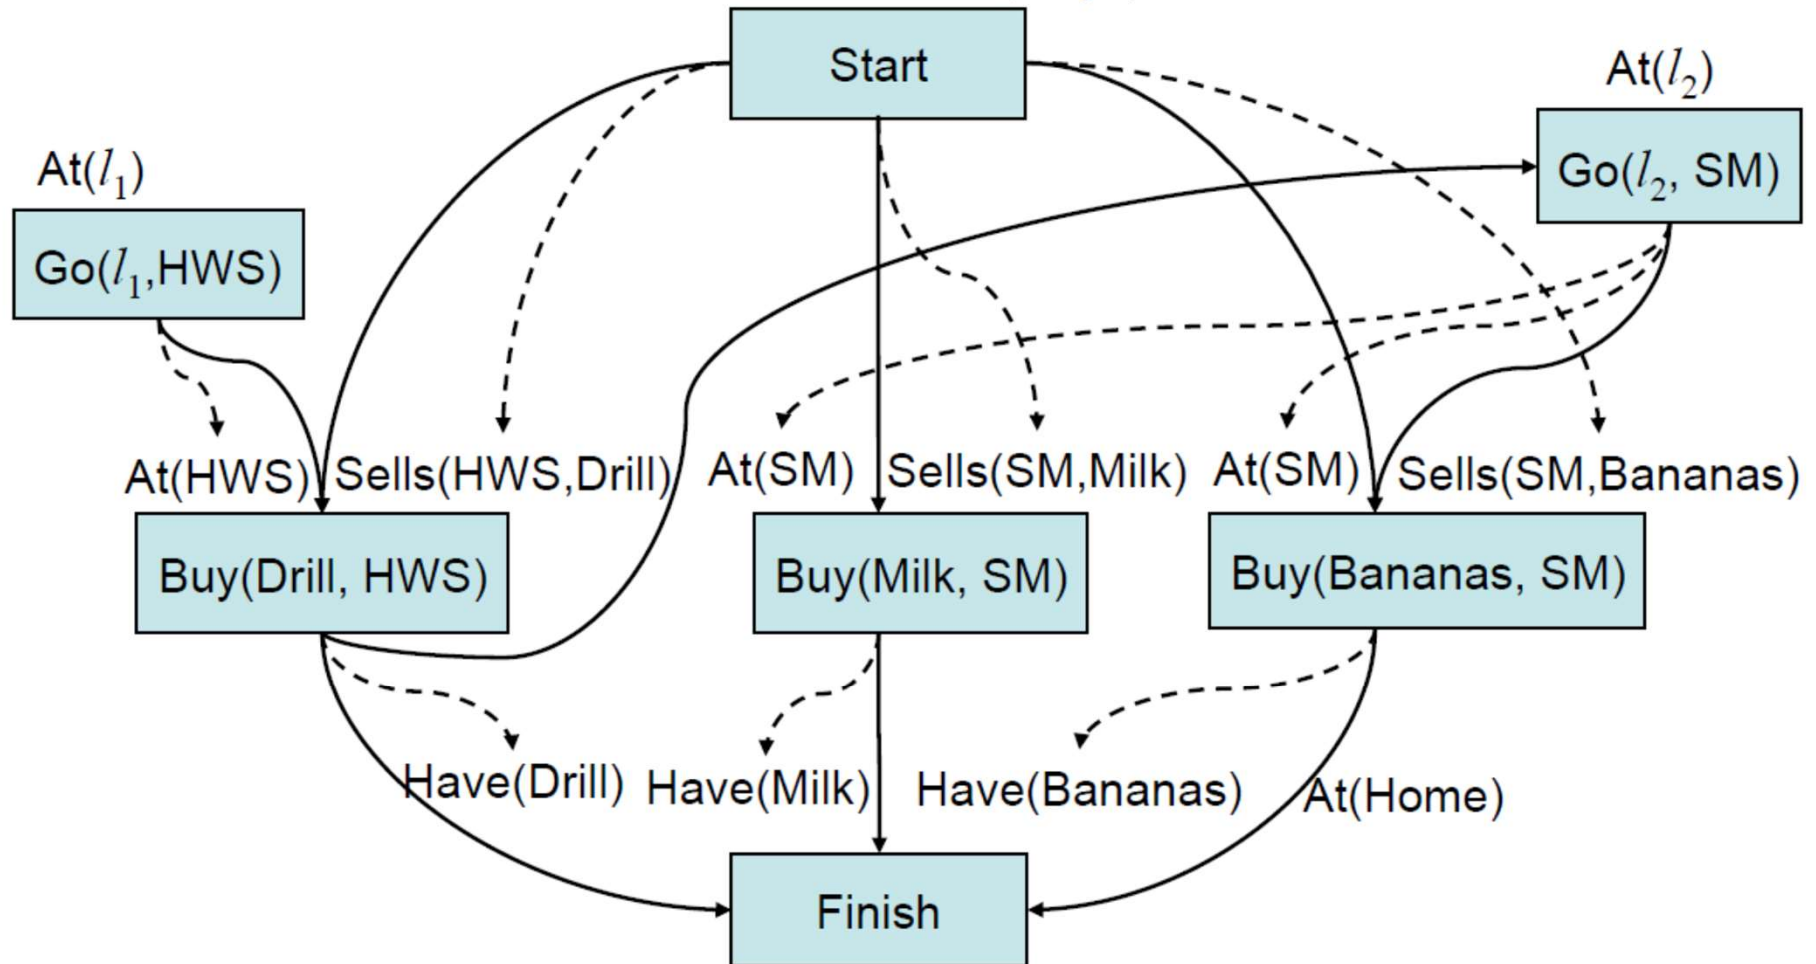 Start
At(l₂)
Go(l₂, SM)
At(l₁)
Go(l₁,HWS)
At(HWS)
Sells(HWS,Drill)
At(SM)
Sells(SM,Milk)
At(SM)
Sells(SM,Bananas)
Buy(Drill, HWS)
Buy(Milk, SM)
Buy(Bananas, SM)
Have(Drill)
Have(Milk)
Have(Bananas)
At(Home)
Finish